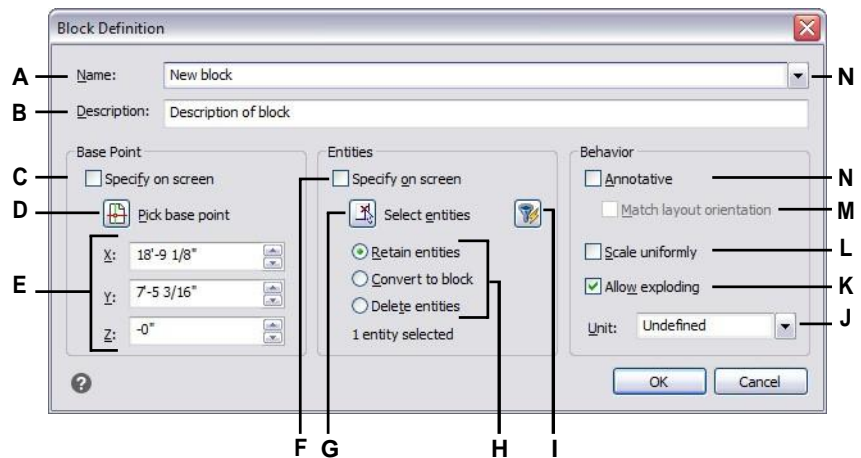 Block Definition
A Name: New block N
B Description: Description of block
Base Point Entities Behavior
C Specify on screen Specify on screen Annotative N
D Pick base point Select entities Match layout orientation M
E X: 18'-9 1/8" Retain entities Scale uniformly L
Y: 7'-5 3/16" Convert to block Allow exploding K
Z: -0" Delete entities Unit: Undefined J
1 entity selected
? OK Cancel
F G H I